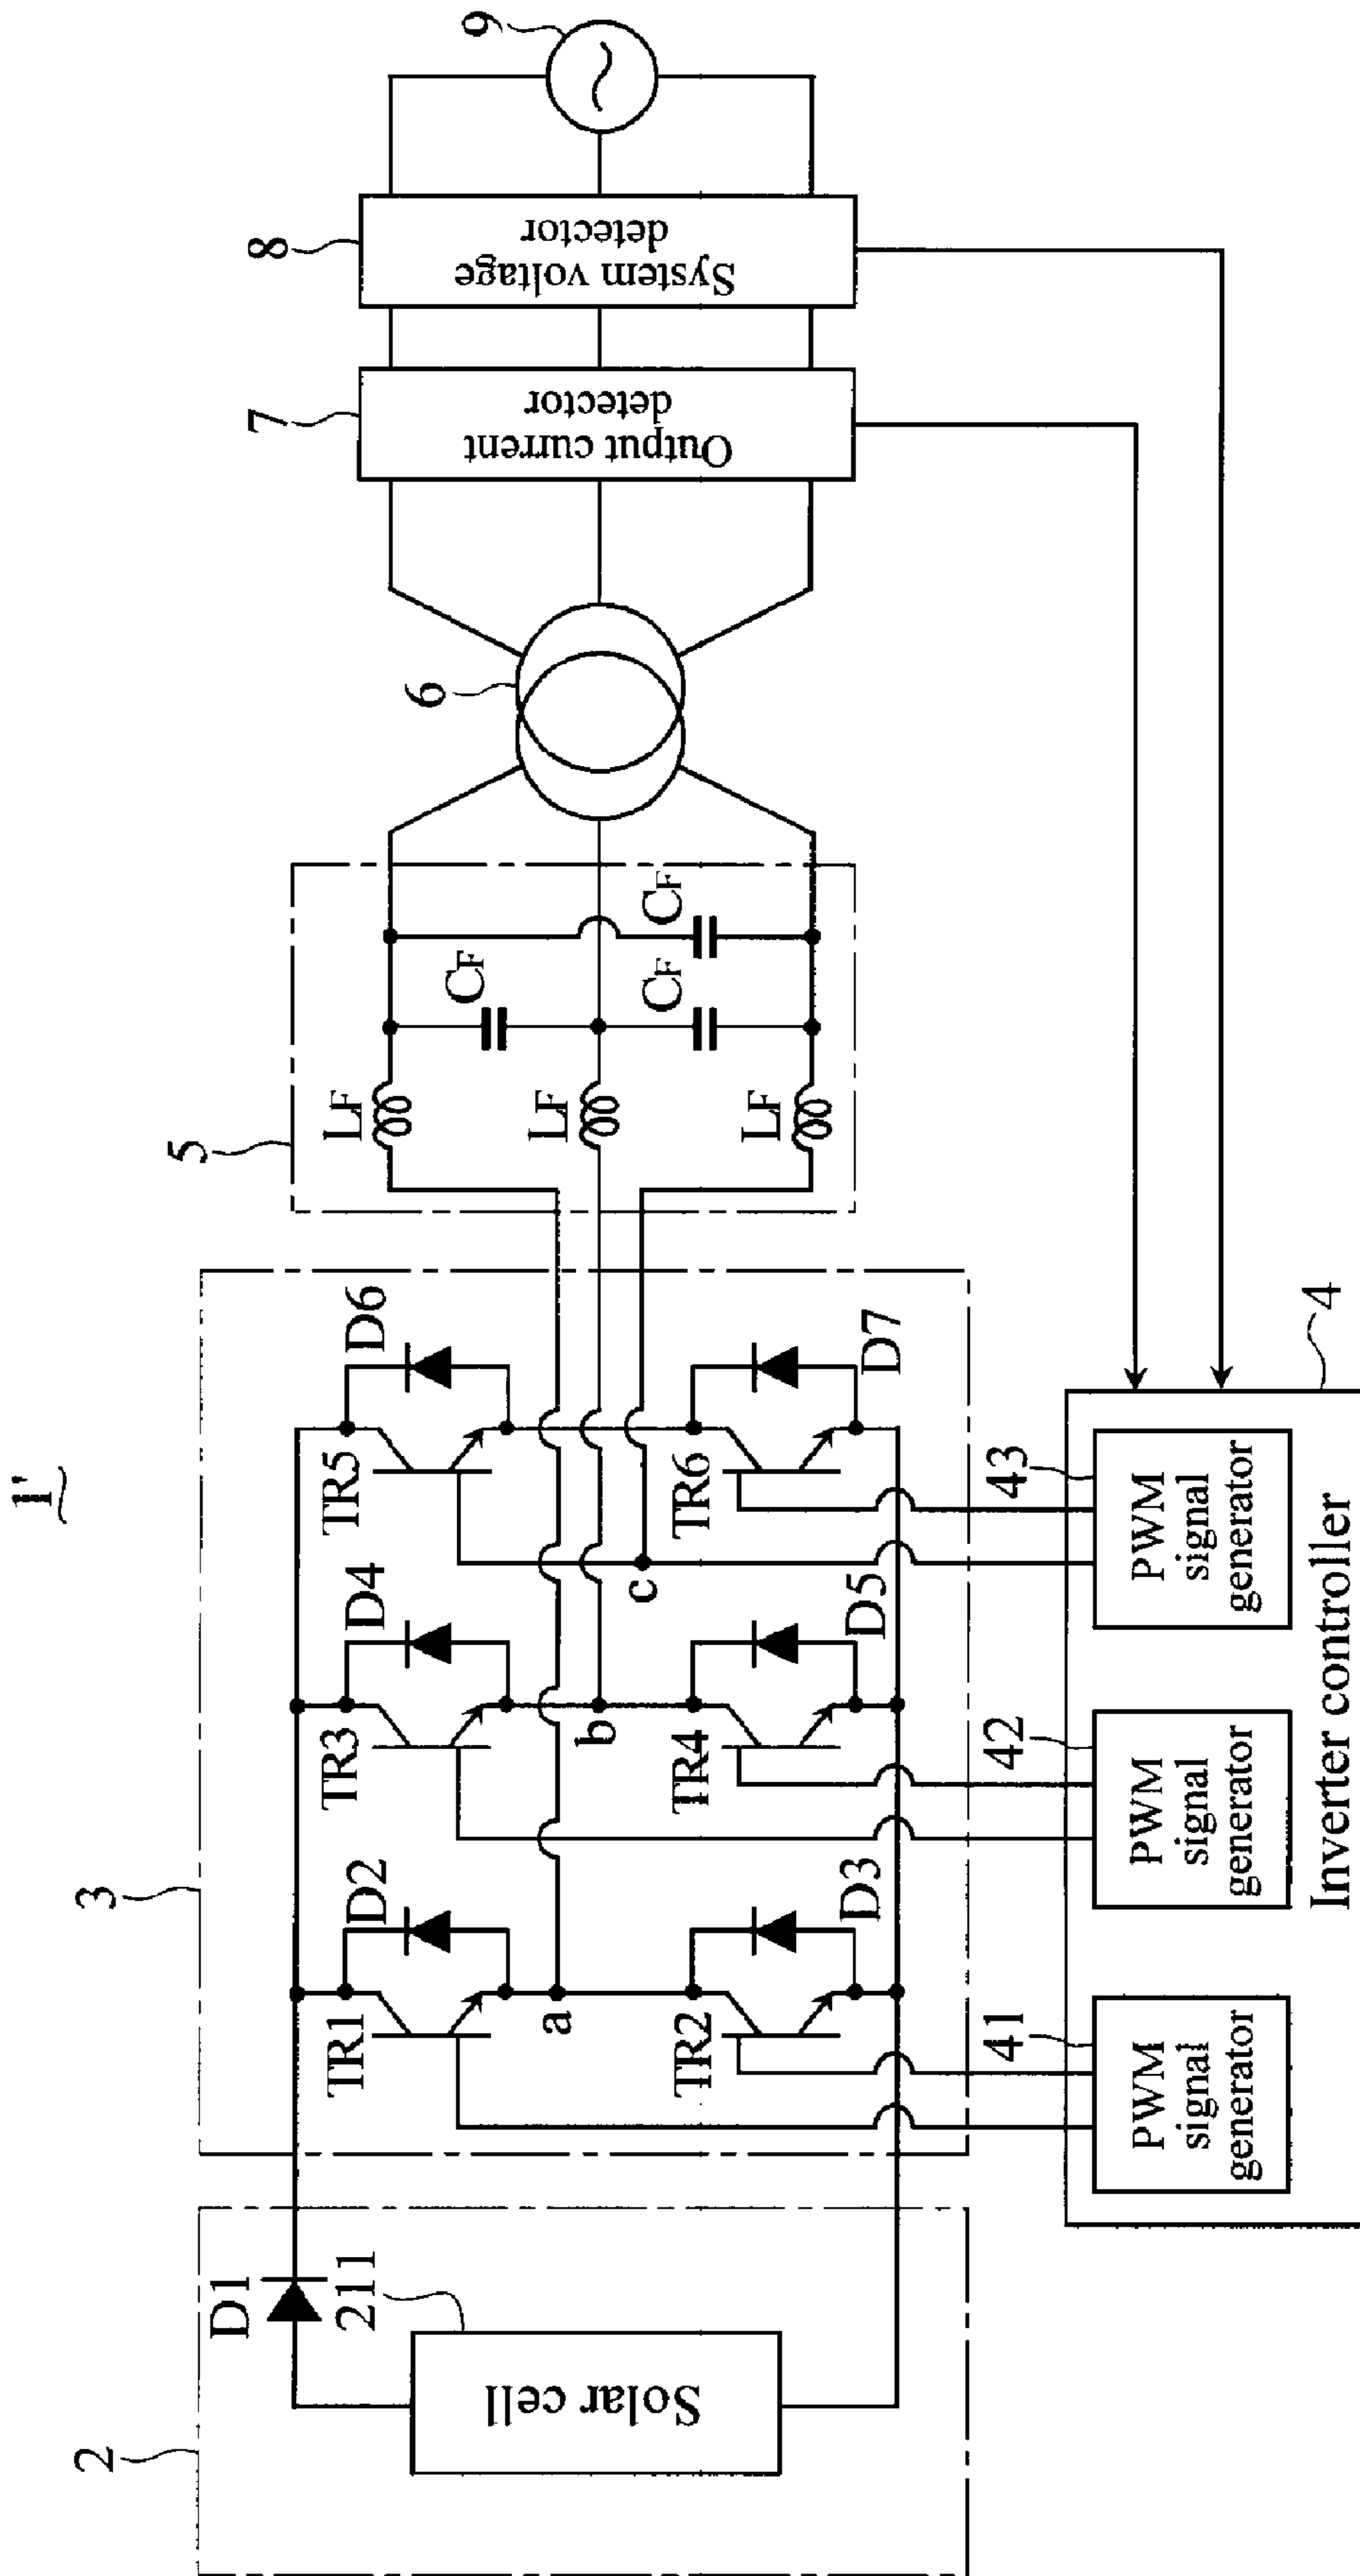 1'
2
D1
211
Solar cell
3
TR1
D2
TR3
D4
TR5
D6
a
b
c
TR2
D3
TR4
D5
TR6
D7
5
LF
LF
LF
CF
CF
CF
6
7
Output current
detector
8
System voltage
detector
9
4
41
PWM
signal
generator
42
PWM
signal
generator
43
PWM
signal
generator
Inverter controller